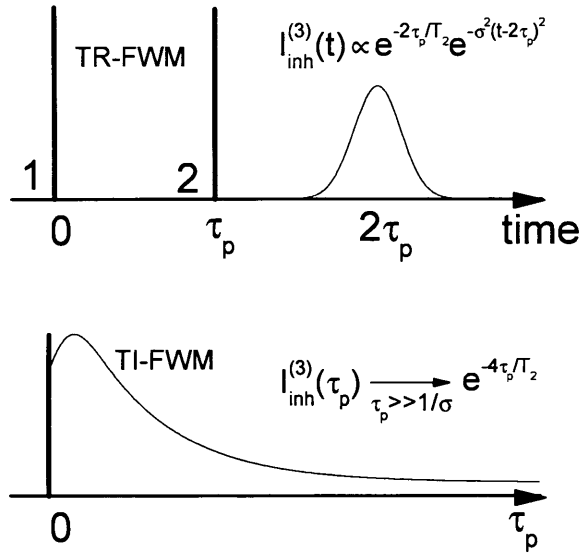 TR-FWM
I_inh^(3)(t) ∝ e^(-2τ_p/T_2) e^(-σ^2(t-2τ_p)^2)
1
2
0
τ_p
2τ_p
time
TI-FWM
I_inh^(3)(τ_p) → e^(-4τ_p/T_2)
τ_p>>1/σ
0
τ_p